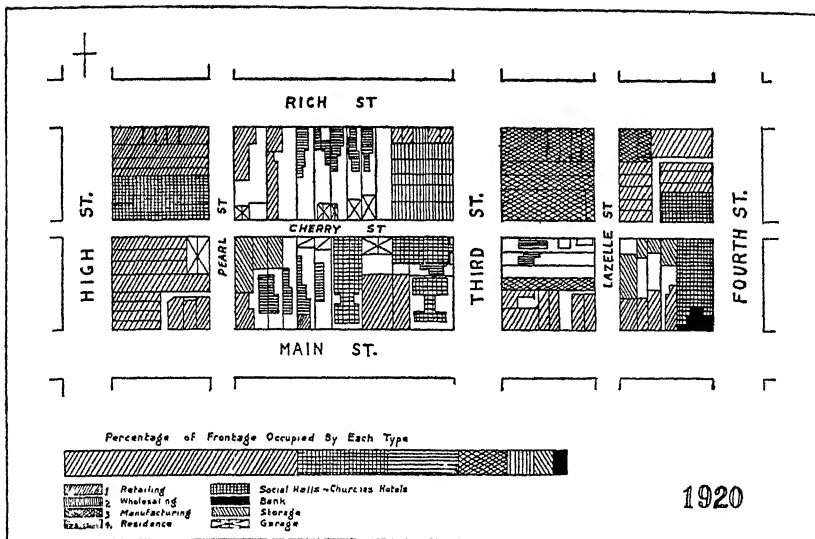 RICH ST
HIGH ST.
PEARL ST
CHERRY ST
THIRD ST.
LAZELLE ST
FOURTH ST.
MAIN ST.
Percentage of Frontage Occupied By Each Type
1 Retailing
2 Wholesaling
3 Manufacturing
4 Residence
Social Halls - Churches Hotels
Bank
Storage
Garage
1920